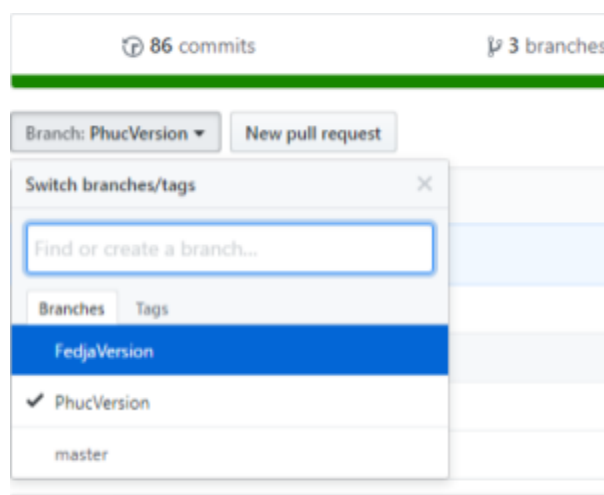 86 commits
3 branches
Branch: PhucVersion
New pull request
Switch branches/tags
Find or create a branch...
Branches Tags
FedjaVersion
PhucVersion
master